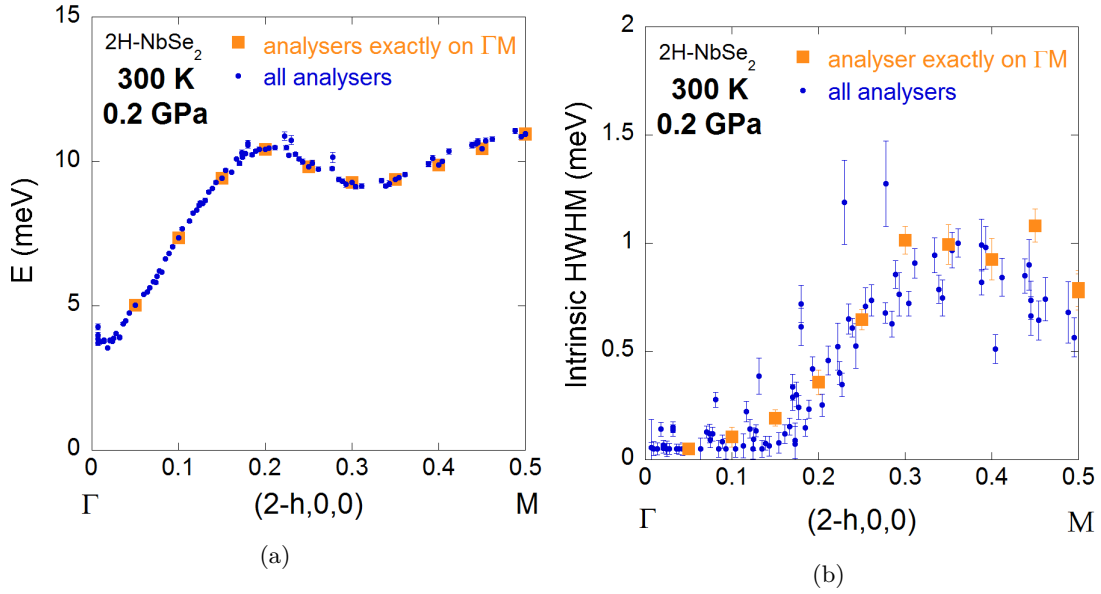 15
10
5
0
E (meV)
2H-NbSe2
300 K
0.2 GPa
analysers exactly on ΓM
all analysers
0 0.1 0.2 0.3 0.4 0.5
Γ (2-h,0,0) M
(a)
2
1.5
1
0.5
0
Intrinsic HWHM (meV)
2H-NbSe2
300 K
0.2 GPa
analyser exactly on ΓM
all analysers
0 0.1 0.2 0.3 0.4 0.5
Γ (2-h,0,0) M
(b)